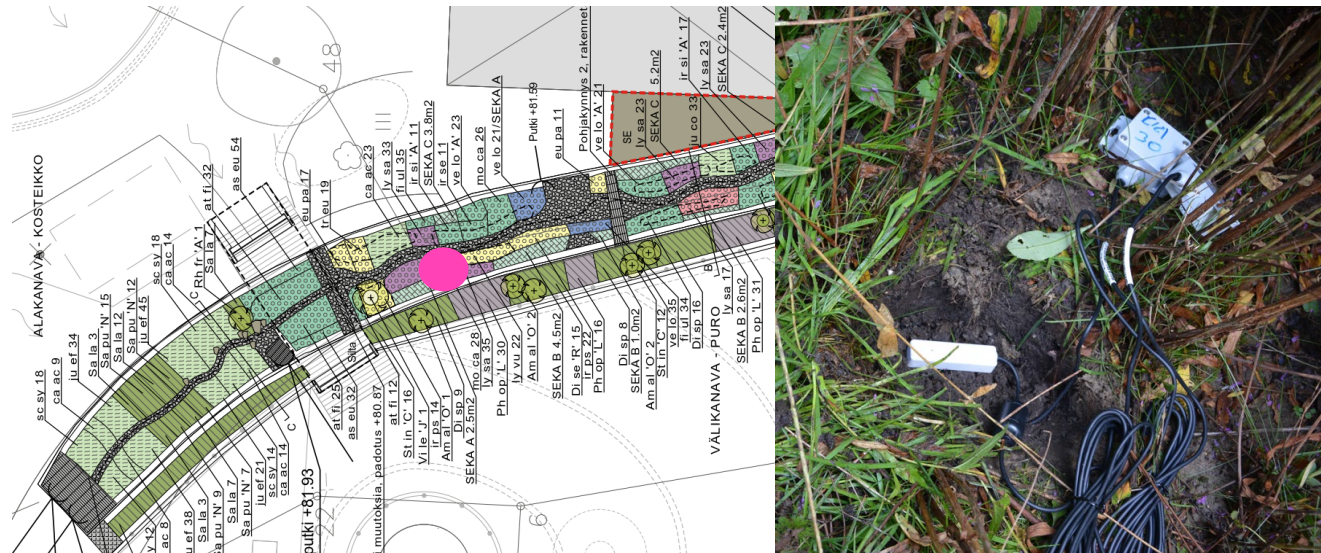 ALAKANAVA - KOSTEIKKO
at fi 32
as eu 54
eu pa 17
tr eu 19
sc sy 18
ca ac 14
C
Rh fr'A' 1
Sa la 7
Sa la 3
Sa pu 'N' 15
Sa la 12
Sa pu 'N' 12
ju ef 45
ju ef 34
sc sy 18
ca ac 9
48
ca ac 23
ly sa 33
fi ul 35
ir si 'A' 11
SEKA C 3.8m2
ir se 11
ve lo 'A' 23
mo ca 26
ve lo 21/SEKA A
Putki +81.59
eu pa 11
Pohjakynnys 2, rakennet
ve lo 'A' 21
SE
ly sa 23
SEKA C 5.2m2
ju co 33
ir si 'A' 17
ly sa 23
SEKA C 2.4m2
Silta
at fi 25
as eu 32
i muutoksia, padotus +80.87
at fi 12
St in 'C' 16
Vi le 'J' 1
ir ps 14
Am al 'O' 1
Di sp 9
SEKA A 2.5m2
mo ca 28
ly sa 35
Ph op 'L' 30
ly vu 22
Am al 'O' 2
SEKA B 4.5m2
Di se 'R' 15
ir ps 22
Ph op 'L' 16
Di sp 8
SEKA B 1.0m2
Am al 'O' 2
St in 'C' 12
ve lo 35
fi ul 34
Di sp 16
VÄLIKANAVA - PURO
B
ly sa 17
SEKA B 2.6m2
Ph op 'L' 31
C
ca ac 14
sc sy 14
ju ef 21
Sa pu 'N' 7
Sa la 7
a pu 'N' 9
Sa la 3
u ef 38
ac 8
y 12
putki +81.93